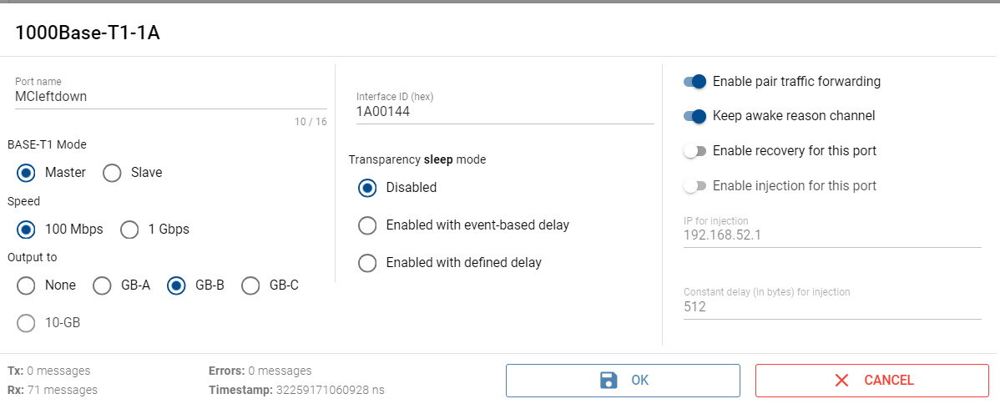 1000Base-T1-1A
Port name
MCleftdown
10 / 16
BASE-T1 Mode
Master
Slave
Speed
100 Mbps
1 Gbps
Output to
None
GB-A
GB-B
GB-C
10-GB
Interface ID (hex)
1A00144
Transparency sleep mode
Disabled
Enabled with event-based delay
Enabled with defined delay
Enable pair traffic forwarding
Keep awake reason channel
Enable recovery for this port
Enable injection for this port
IP for injection
192.168.52.1
Constant delay (in bytes) for injection
512
Tx: 0 messages
Rx: 71 messages
Errors: 0 messages
Timestamp: 32259171060928 ns
OK
CANCEL